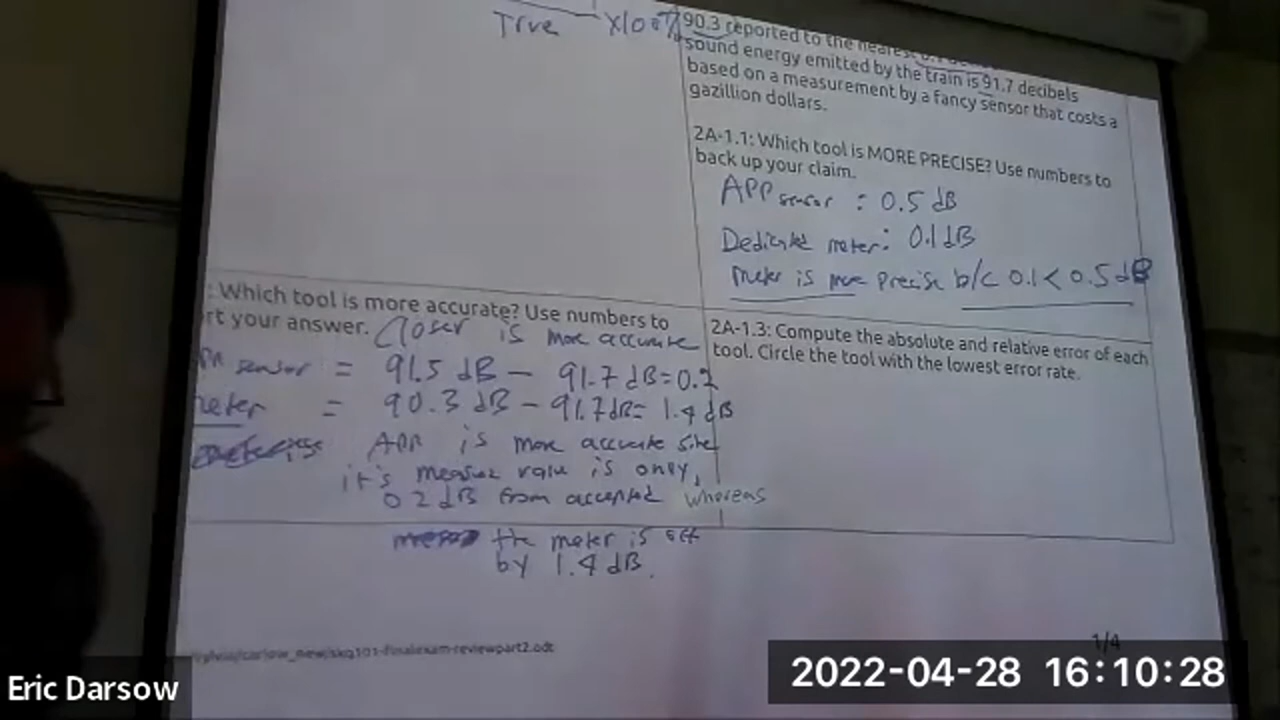 True
X100%
90.3 reported to the nearest
sound energy emitted by the train is 91.7 decibels
based on a measurement by a fancy sensor that costs a
gazillion dollars.
2A-1.1: Which tool is MORE PRECISE? Use numbers to
back up your claim.
APP sensor : 0.5 dB
Dedicated meter: 0.1 dB
meter is more precise b/c 0.1 < 0.5 dB
: Which tool is more accurate? Use numbers to
rt your answer. Closer is more accurate
sensor = 91.5 dB - 91.7 dB = 0.2
meter = 90.3 dB - 91.7 dB = 1.4 dB
APP is more accurate
it's measure value is only
0.2 dB from accepted whereas
the meter is off
by 1.4 dB.
2A-1.3: Compute the absolute and relative error of each
tool. Circle the tool with the lowest error rate.
1/4
Eric Darsow
2022-04-28 16:10:28